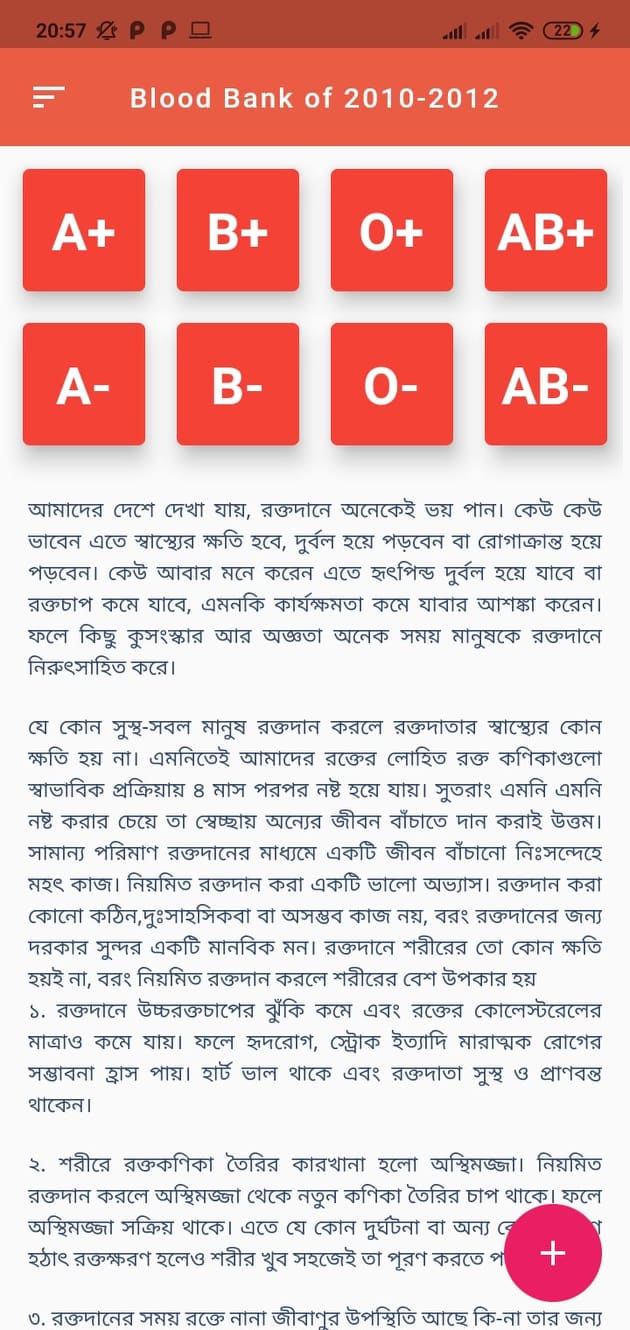 20:57
22
Blood Bank of 2010-2012
A+ B+ O+ AB+
A- B- O- AB-
আমাদের দেশে দেখা যায়, রক্তদানে অনেকেই ভয় পান। কেউ কেউ
ভাবেন এতে স্বাস্থ্যের ক্ষতি হবে, দুর্বল হয়ে পড়বেন বা রোগাক্রান্ত হয়ে
পড়বেন। কেউ আবার মনে করেন এতে হৃৎপিন্ড দুর্বল হয়ে যাবে বা
রক্তচাপ কমে যাবে, এমনকি কার্যক্ষমতা কমে যাবার আশঙ্কা করেন।
ফলে কিছু কুসংস্কার আর অজ্ঞতা অনেক সময় মানুষকে রক্তদানে
নিরুৎসাহিত করে।
যে কোন সুস্থ-সবল মানুষ রক্তদান করলে রক্তদাতার স্বাস্থ্যের কোন
ক্ষতি হয় না। এমনিতেই আমাদের রক্তের লোহিত রক্ত কণিকাগুলো
স্বাভাবিক প্রক্রিয়ায় ৪ মাস পরপর নষ্ট হয়ে যায়। সুতরাং এমনি এমনি
নষ্ট করার চেয়ে তা স্বেচ্ছায় অন্যের জীবন বাঁচাতে দান করাই উত্তম।
সামান্য পরিমাণ রক্তদানের মাধ্যমে একটি জীবন বাঁচানো নিঃসন্দেহে
মহৎ কাজ। নিয়মিত রক্তদান করা একটি ভালো অভ্যাস। রক্তদান করা
কোনো কঠিন,দুঃসাহসিকবা বা অসম্ভব কাজ নয়, বরং রক্তদানের জন্য
দরকার সুন্দর একটি মানবিক মন। রক্তদানে শরীরের তো কোন ক্ষতি
হয়ই না, বরং নিয়মিত রক্তদান করলে শরীরের বেশ উপকার হয়
১. রক্তদানে উচ্চরক্তচাপের ঝুঁকি কমে এবং রক্তের কোলেস্টরেলের
মাত্রাও কমে যায়। ফলে হৃদরোগ, স্ট্রোক ইত্যাদি মারাত্মক রোগের
সম্ভাবনা হ্রাস পায়। হার্ট ভাল থাকে এবং রক্তদাতা সুস্থ ও প্রাণবন্ত
থাকেন।
২. শরীরে রক্তকণিকা তৈরির কারখানা হলো অস্থিমজ্জা। নিয়মিত
রক্তদান করলে অস্থিমজ্জা থেকে নতুন কণিকা তৈরির চাপ থাকে। ফলে
অস্থিমজ্জা সক্রিয় থাকে। এতে যে কোন দুর্ঘটনা বা অন্য
হঠাৎ রক্তক্ষরণ হলেও শরীর খুব সহজেই তা পূরণ করতে
৩. রক্তদানের সময় রক্তে নানা জীবাণুর উপস্থিতি আছে কি-না তার জন্য